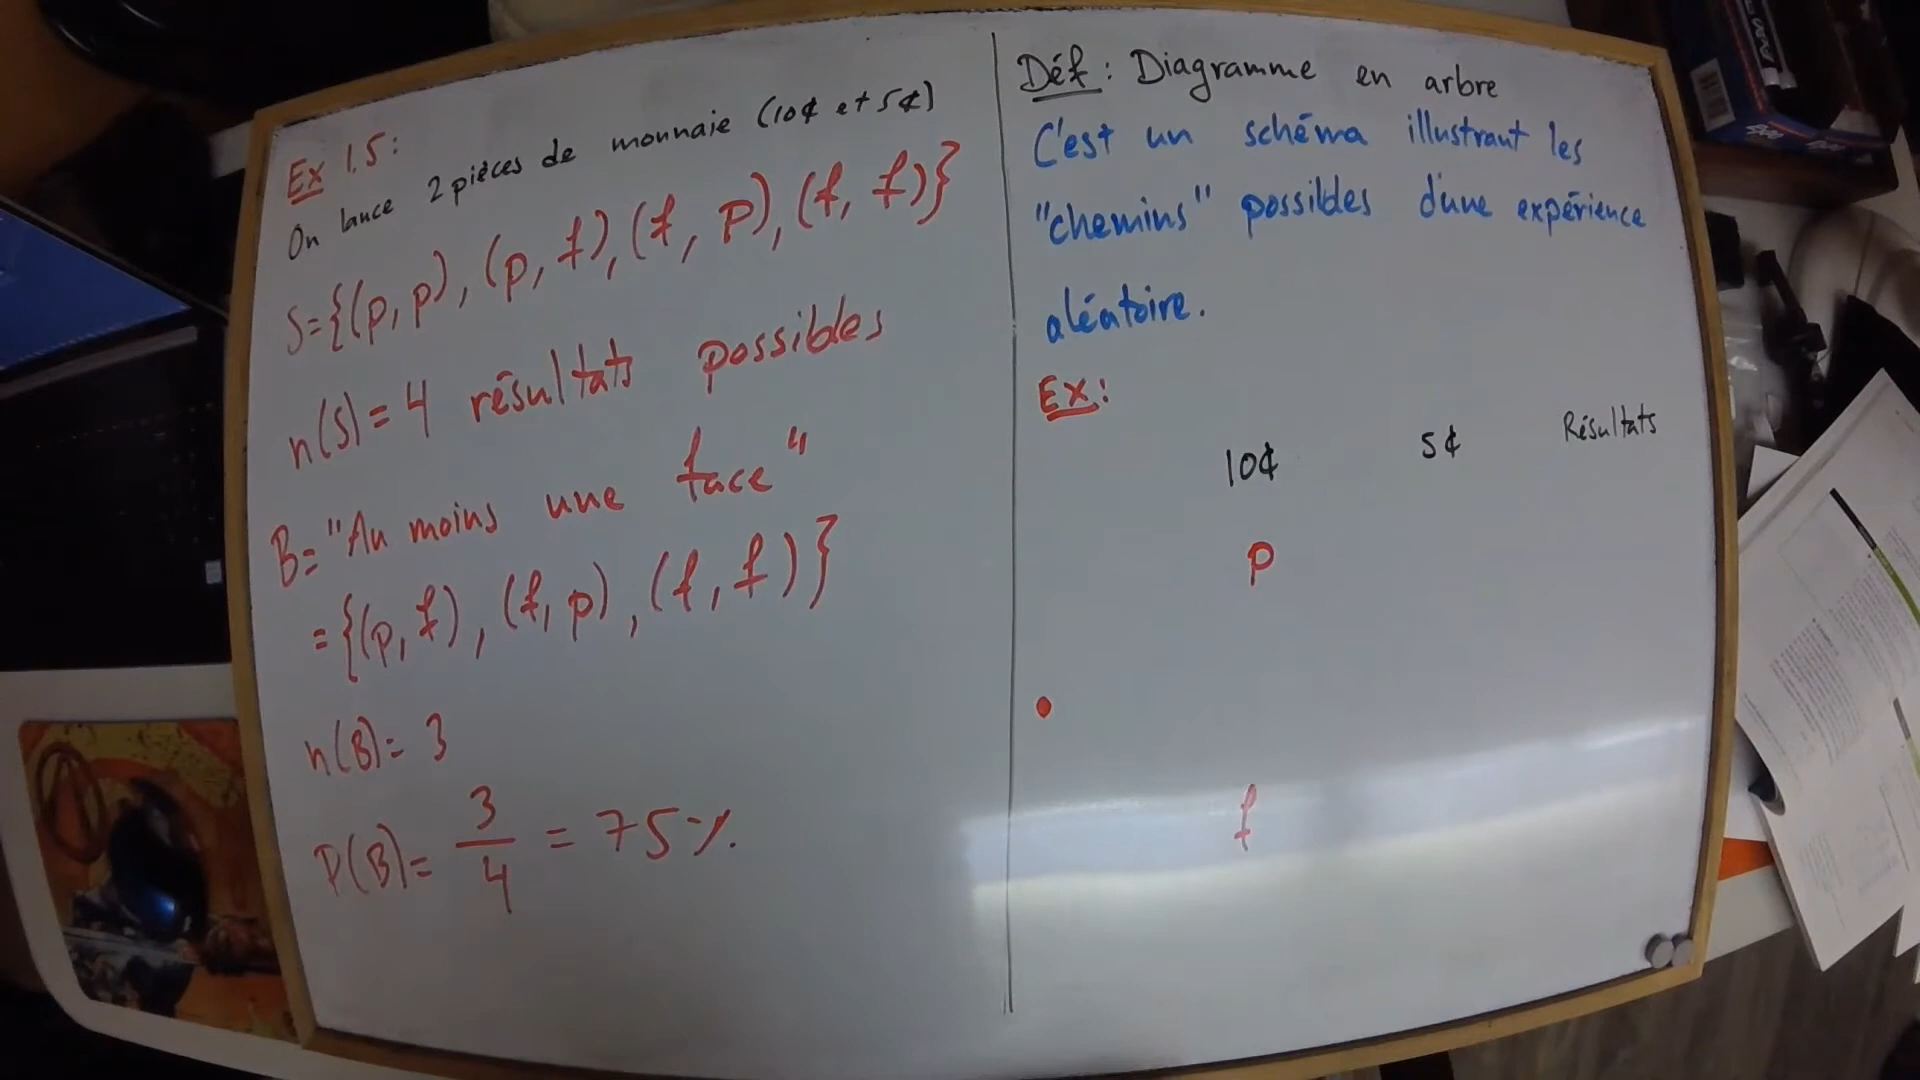 Ex 1.5:
On lance 2 pièces de monnaie (10¢ et 5¢)
S={(p,p), (p,f), (f,p), (f,f)}
n(S)=4 résultats possibles
B= "Au moins une face"
={(p,f), (f,p), (f,f)}
n(B)= 3
P(B)= 3/4 = 75%
Déf: Diagramme en arbre
C'est un schéma illustrant les
"chemins" possibles d'une expérience
aléatoire.
Ex:
10¢ 5¢ Résultats
p
f